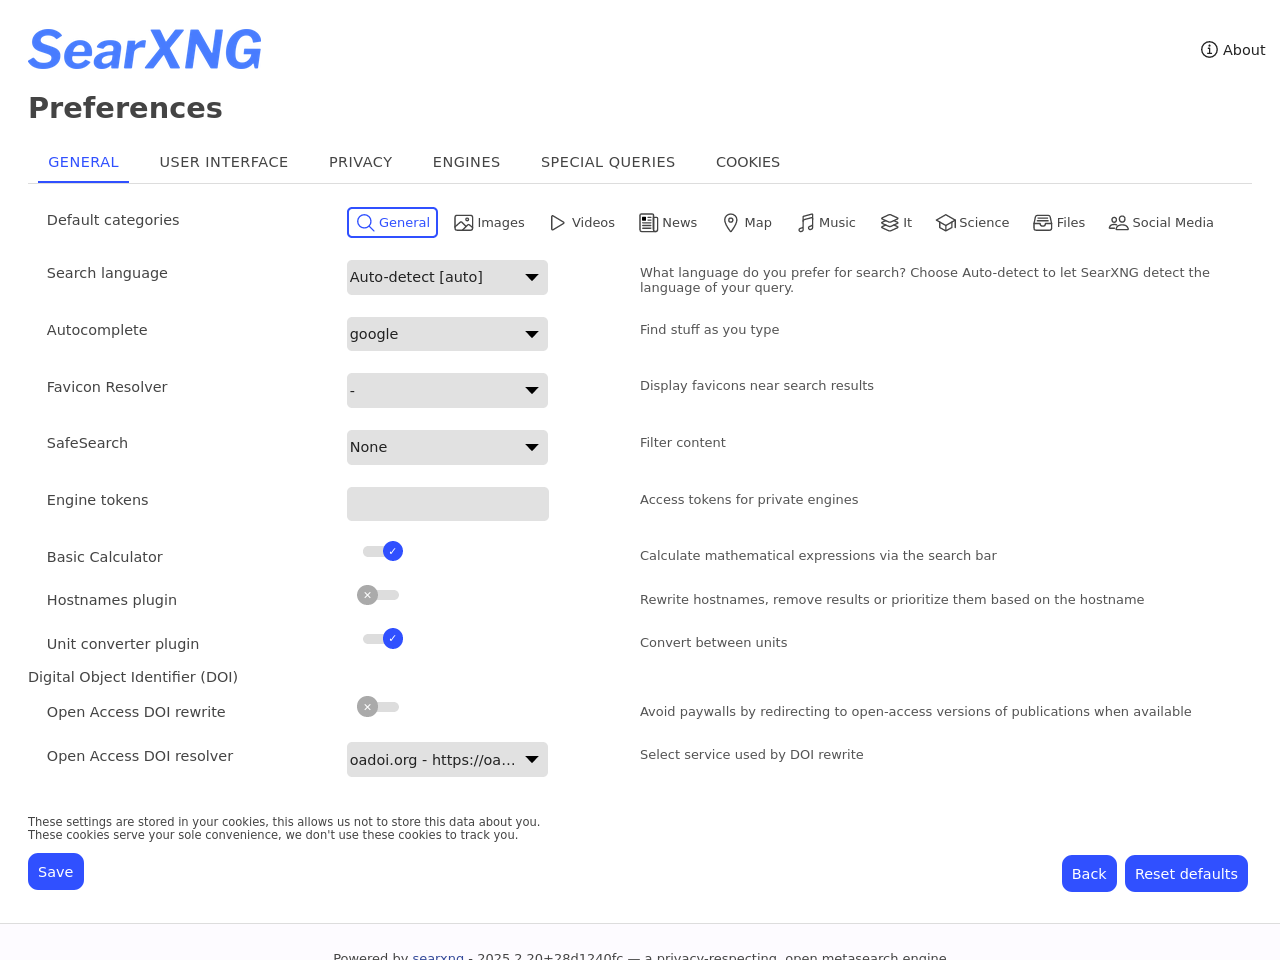 SearXNG
About
Preferences
GENERAL USER INTERFACE PRIVACY ENGINES SPECIAL QUERIES COOKIES
Default categories General Images Videos News Map Music It Science Files Social Media
Search language Auto-detect [auto] What language do you prefer for search? Choose Auto-detect to let SearXNG detect the
language of your query.
Autocomplete google Find stuff as you type
Favicon Resolver - Display favicons near search results
SafeSearch None Filter content
Engine tokens Access tokens for private engines
Basic Calculator Calculate mathematical expressions via the search bar
Hostnames plugin Rewrite hostnames, remove results or prioritize them based on the hostname
Unit converter plugin Convert between units
Digital Object Identifier (DOI)
Open Access DOI rewrite Avoid paywalls by redirecting to open-access versions of publications when available
Open Access DOI resolver oadoi.org - https://oa... Select service used by DOI rewrite
These settings are stored in your cookies, this allows us not to store this data about you.
These cookies serve your sole convenience, we don't use these cookies to track you.
Save Back Reset defaults
Powered by searxng - 2025.2.20+28d1240fc — a privacy-respecting, open metasearch engine